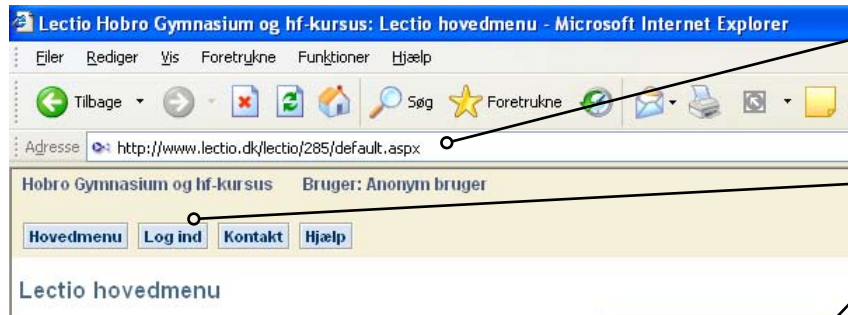 Lectio Hobro Gymnasium og hf-kursus: Lectio hovedmenu - Microsoft Internet Explorer
Filer Rediger Vis Foretrukne Funktioner Hjælp
Tilbage Søg Foretrukne
Adresse http://www.lectio.dk/lectio/285/default.aspx
Hobro Gymnasium og hf-kursus Bruger: Anonym bruger
Hovedmenu Log ind Kontakt Hjælp
Lectio hovedmenu